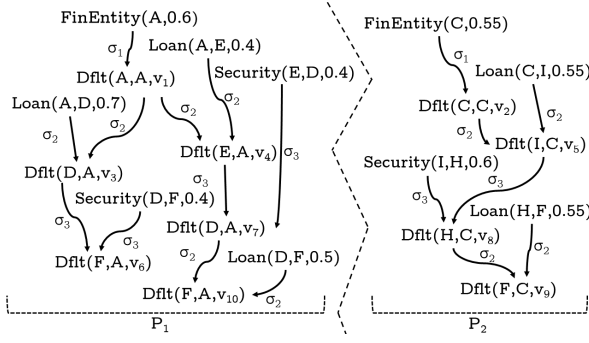 FinEntity(A,0.6)
σ1
Loan(A,E,0.4)
Security(E,D,0.4)
Dflt(A,A,v1)
σ2
Loan(A,D,0.7)
σ2
σ2
σ2
Dflt(E,A,v4)
σ3
Dflt(D,A,v3)
σ3
Security(D,F,0.4)
σ3
σ3
Dflt(D,A,v7)
σ2
Loan(D,F,0.5)
Dflt(F,A,v6)
Dflt(F,A,v10)
σ2
P1
FinEntity(C,0.55)
σ1
Loan(C,I,0.55)
Dflt(C,C,v2)
σ2
σ2
Dflt(I,C,v5)
Security(I,H,0.6)
σ3
σ3
Loan(H,F,0.55)
Dflt(H,C,v8)
σ2
σ2
Dflt(F,C,v9)
P2